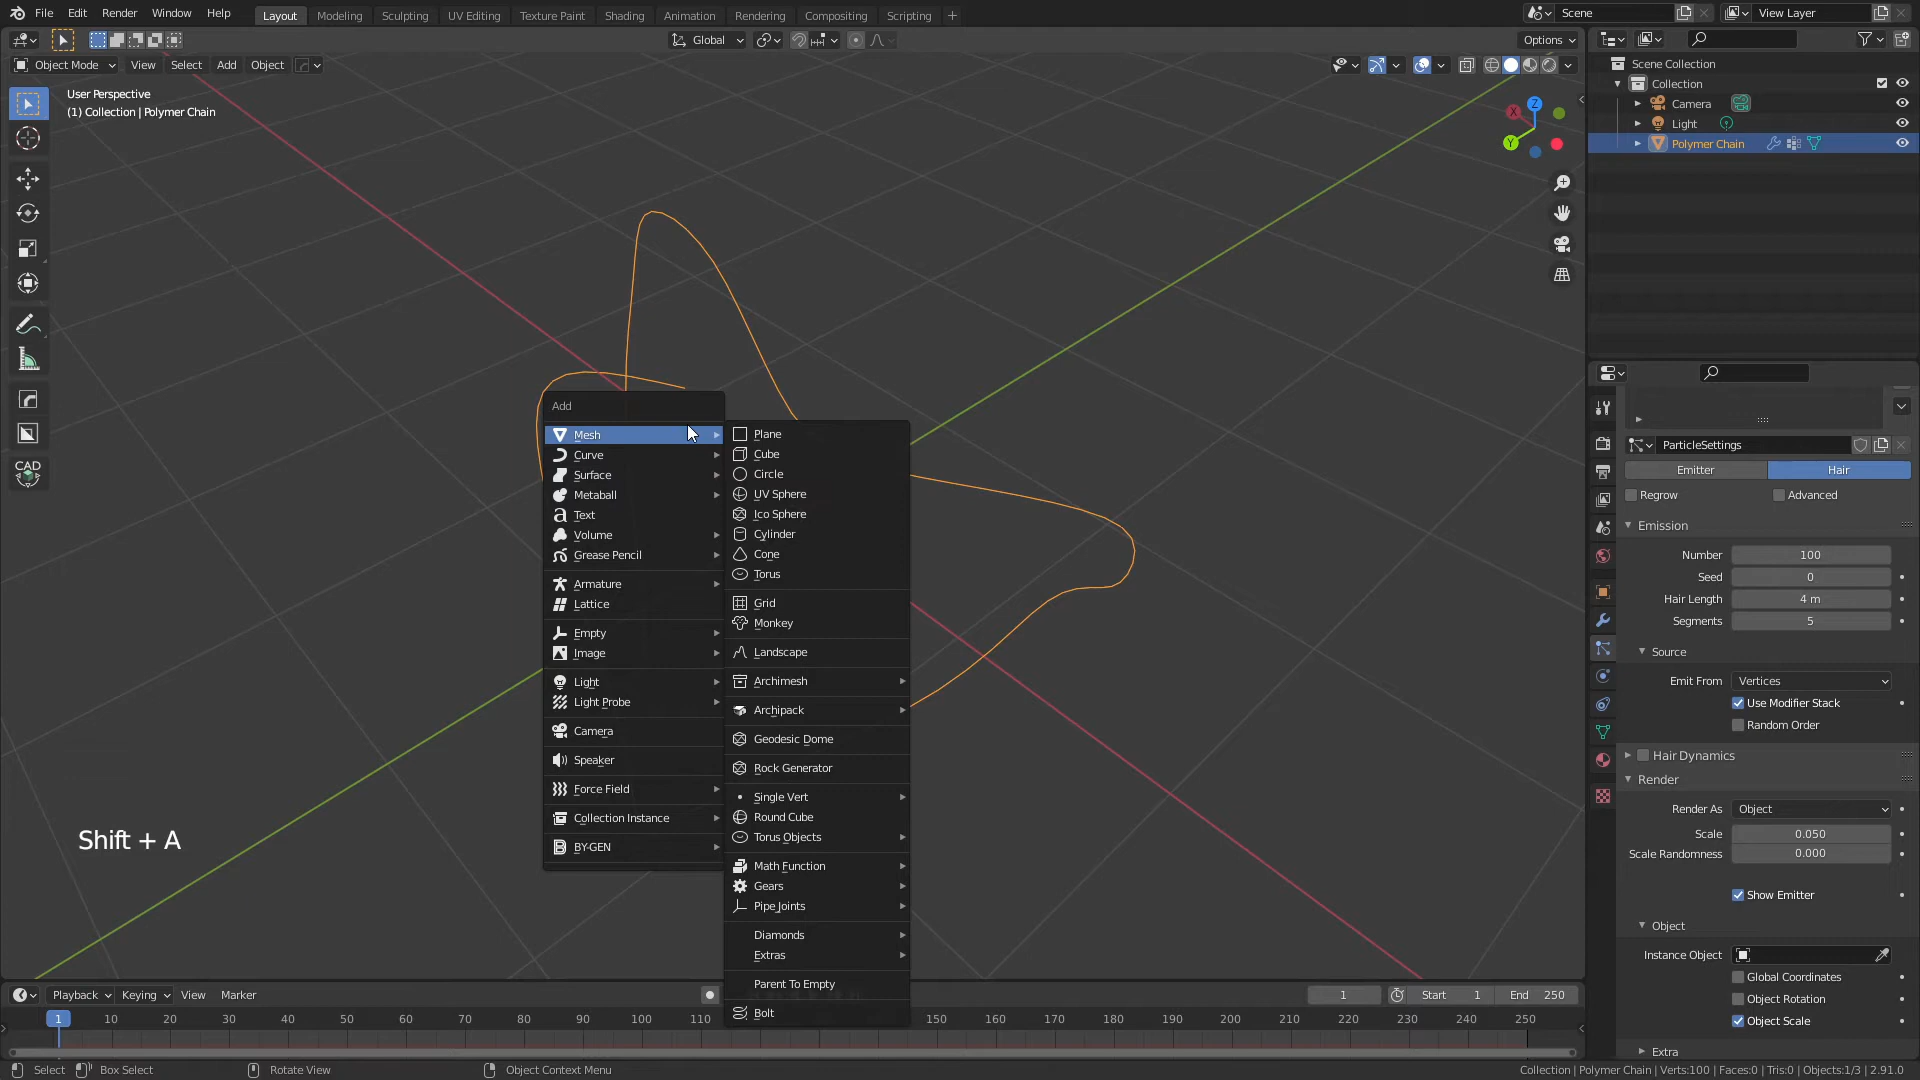 File Edit Render Window Help Layout Modeling Sculpting UV Editing Texture Paint Shading Animation Rendering Compositing Scripting + Scene View Layer
Global Options
Object Mode View Select Add Object
User Perspective
(1) Collection | Polymer Chain
Z
X
Y
Scene Collection
Collection
Camera
Light
Polymer Chain
ParticleSettings
Emitter Hair
Regrow Advanced
Emission
Number 100
Seed 0
Hair Length 4 m
Segments 5
Source
Emit From Vertices
Use Modifier Stack
Random Order
Hair Dynamics
Render
Render As Object
Scale 0.050
Scale Randomness 0.000
Show Emitter
Object
Instance Object
Global Coordinates
Object Rotation
Object Scale
Extra
CAD
Add
Mesh
Curve
Surface
Metaball
Text
Volume
Grease Pencil
Armature
Lattice
Empty
Image
Light
Light Probe
Camera
Speaker
Force Field
Collection Instance
BY-GEN
Plane
Cube
Circle
UV Sphere
Ico Sphere
Cylinder
Cone
Torus
Grid
Monkey
Landscape
Archimesh
Archipack
Geodesic Dome
Rock Generator
Single Vert
Round Cube
Torus Objects
Math Function
Gears
Pipe Joints
Diamonds
Extras
Parent To Empty
Bolt
Shift + A
Playback Keying View Marker 1 Start 1 End 250
1 10 20 30 40 50 60 70 80 90 100 110 150 160 170 180 190 200 210 220 230 240 250
Select Box Select Rotate View Object Context Menu Collection | Polymer Chain | Verts:100 | Faces:0 | Tris:0 | Objects:1/3 | 2.91.0